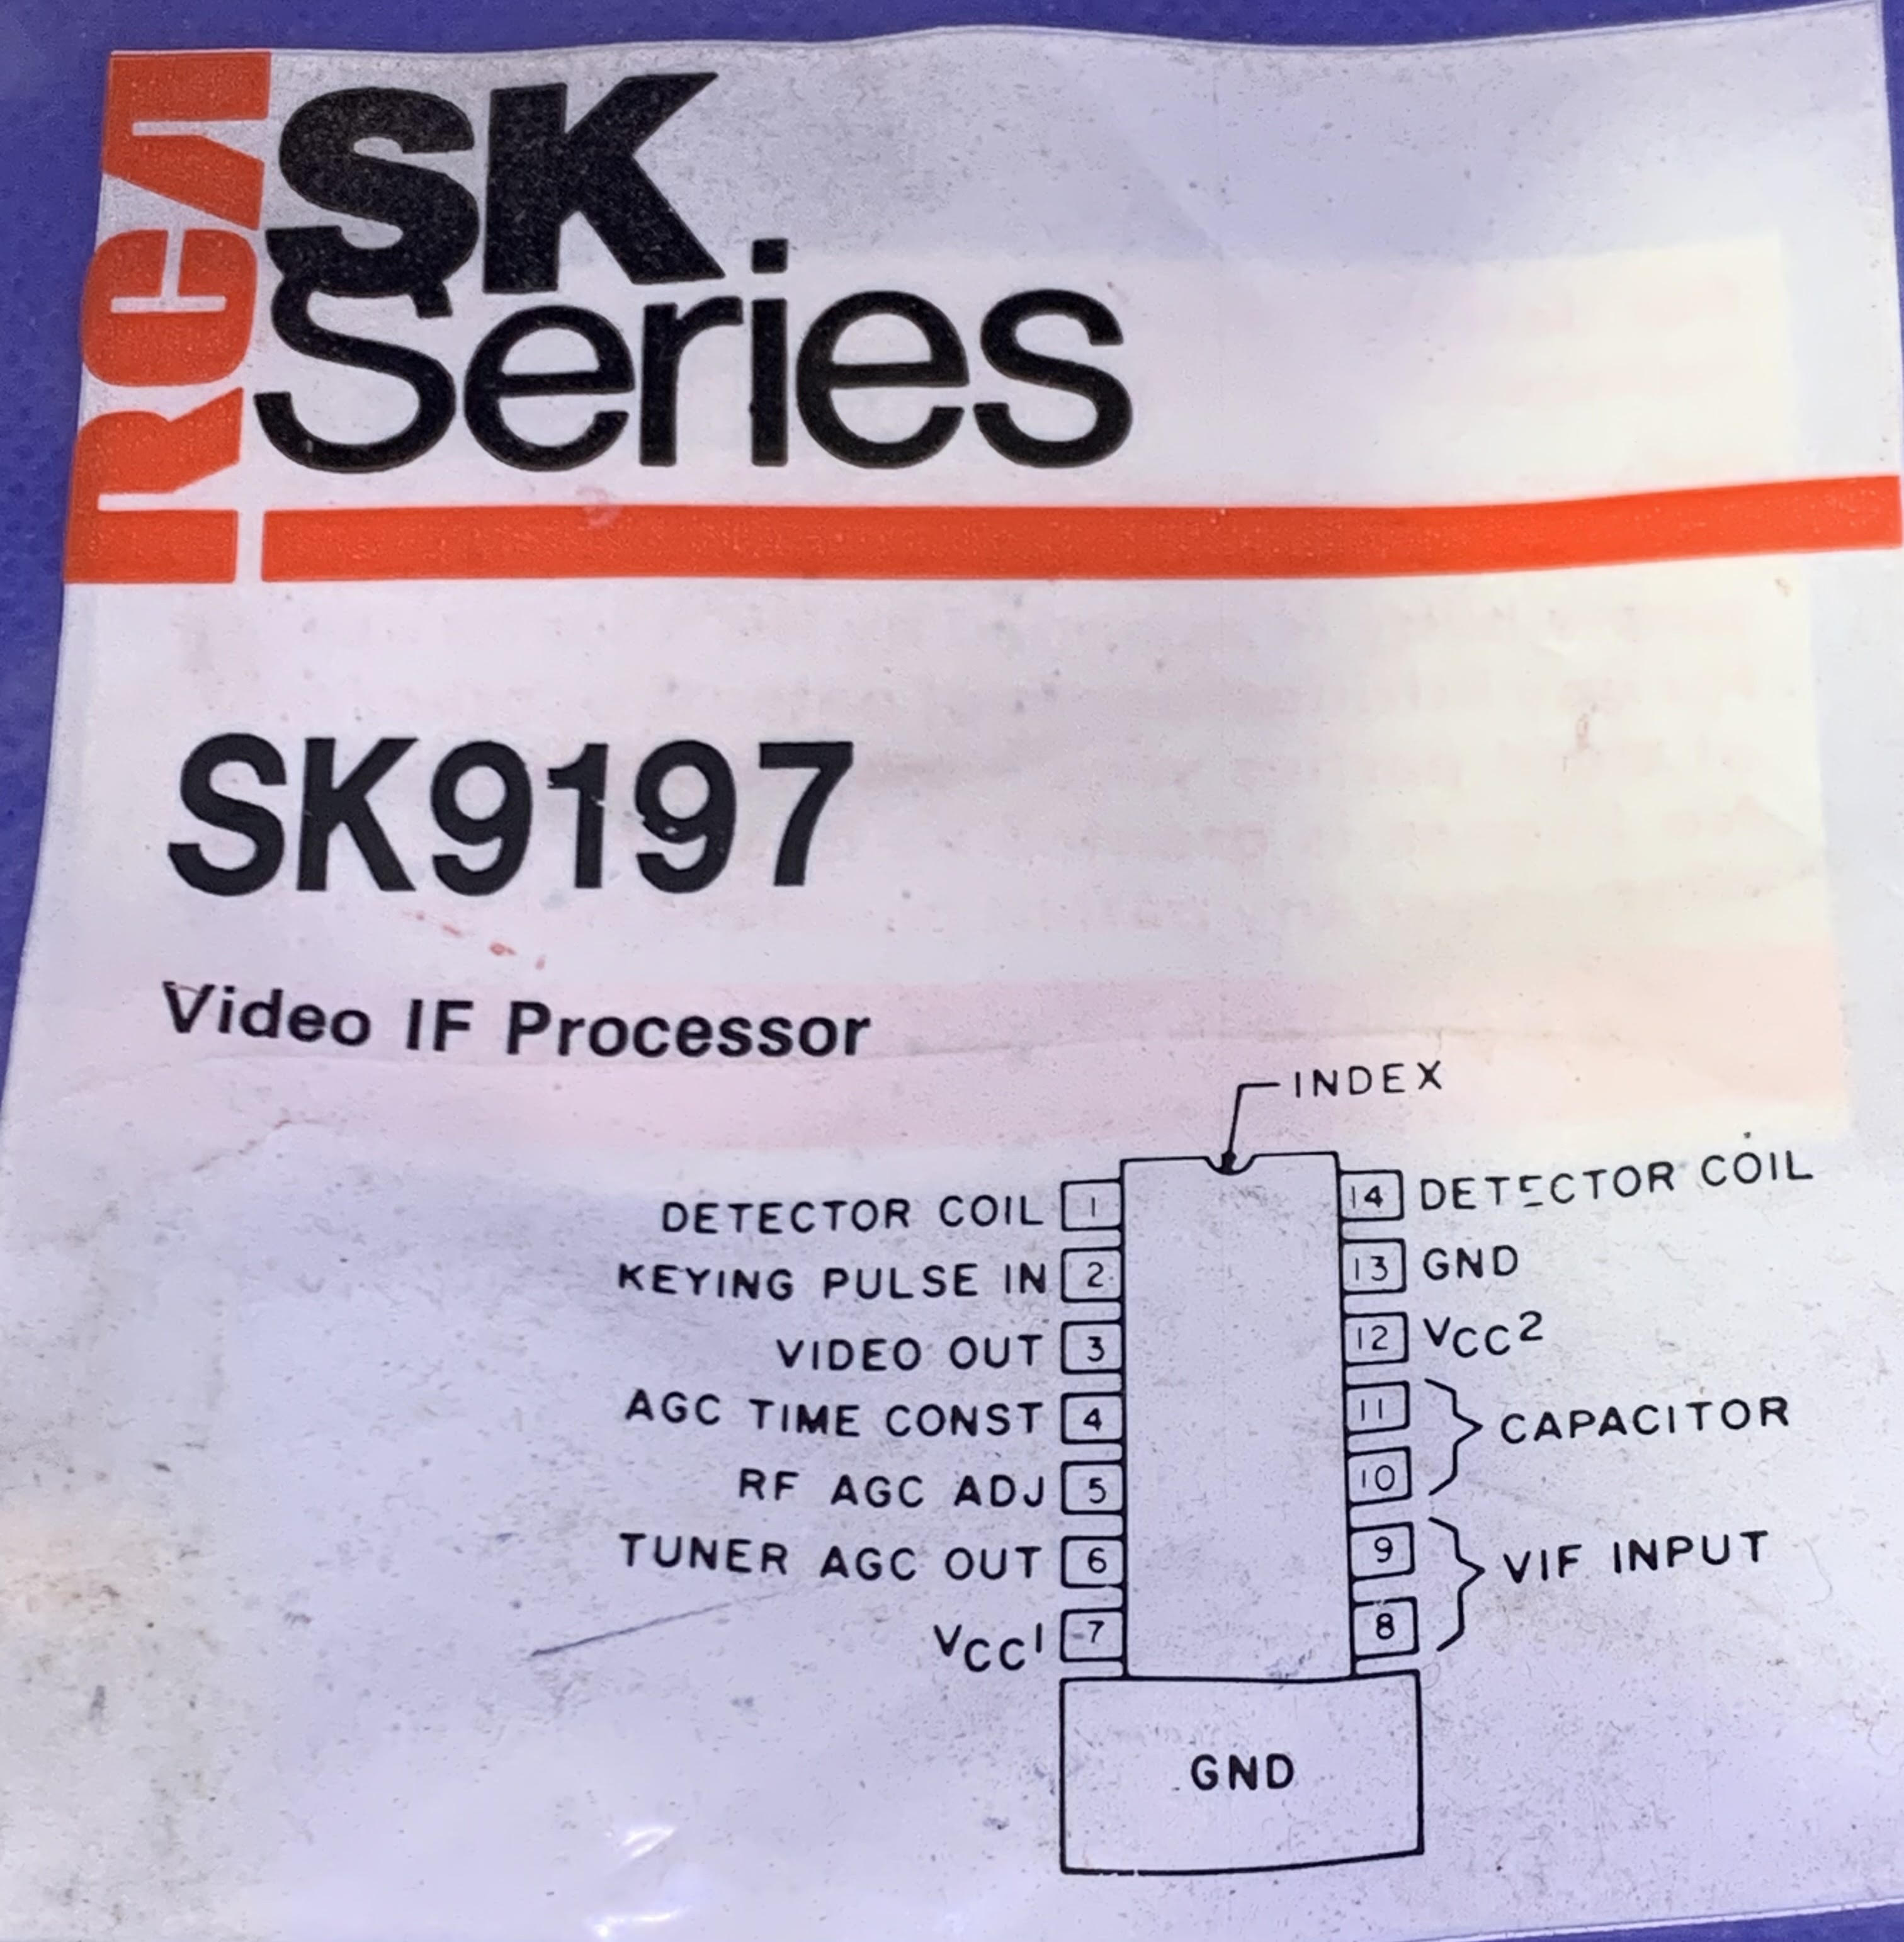 RCA
SK
Series
SK9197
Video IF Processor
INDEX
DETECTOR COIL 1
14 DETECTOR COIL
KEYING PULSE IN 2
13 GND
VIDEO OUT 3
12 VCC2
AGC TIME CONST 4
11
CAPACITOR
RF AGC ADJ 5
10
TUNER AGC OUT 6
9
VIF INPUT
VCC1 7
8
GND